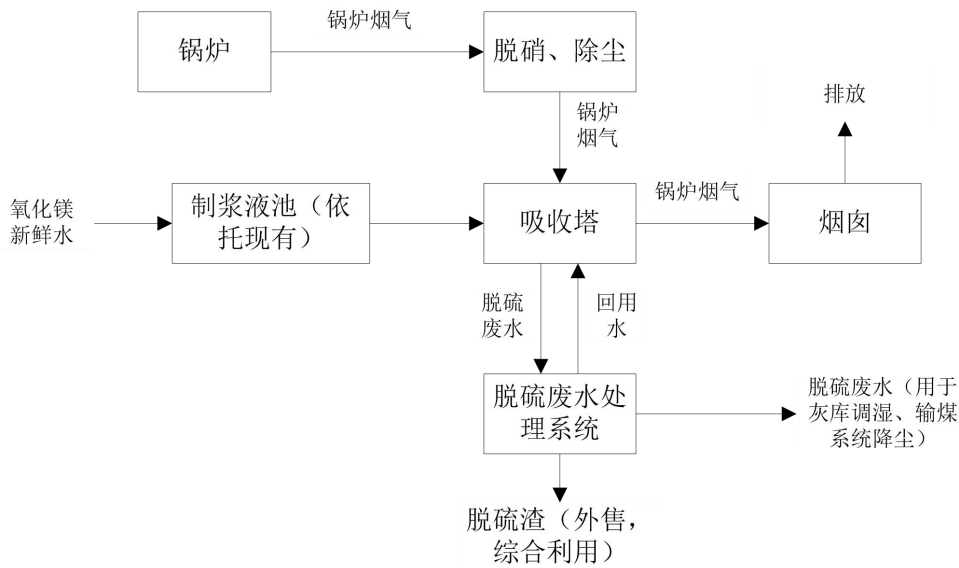 锅炉烟气
锅炉
脱硝、除尘
排放
锅炉
烟气
氧化镁
新鲜水
制浆液池（依
托现有）
吸收塔
锅炉烟气
烟囱
脱硫
废水
回用
水
脱硫废水处
理系统
脱硫废水（用于
灰库调湿、输煤
系统降尘）
脱硫渣（外售，
综合利用）